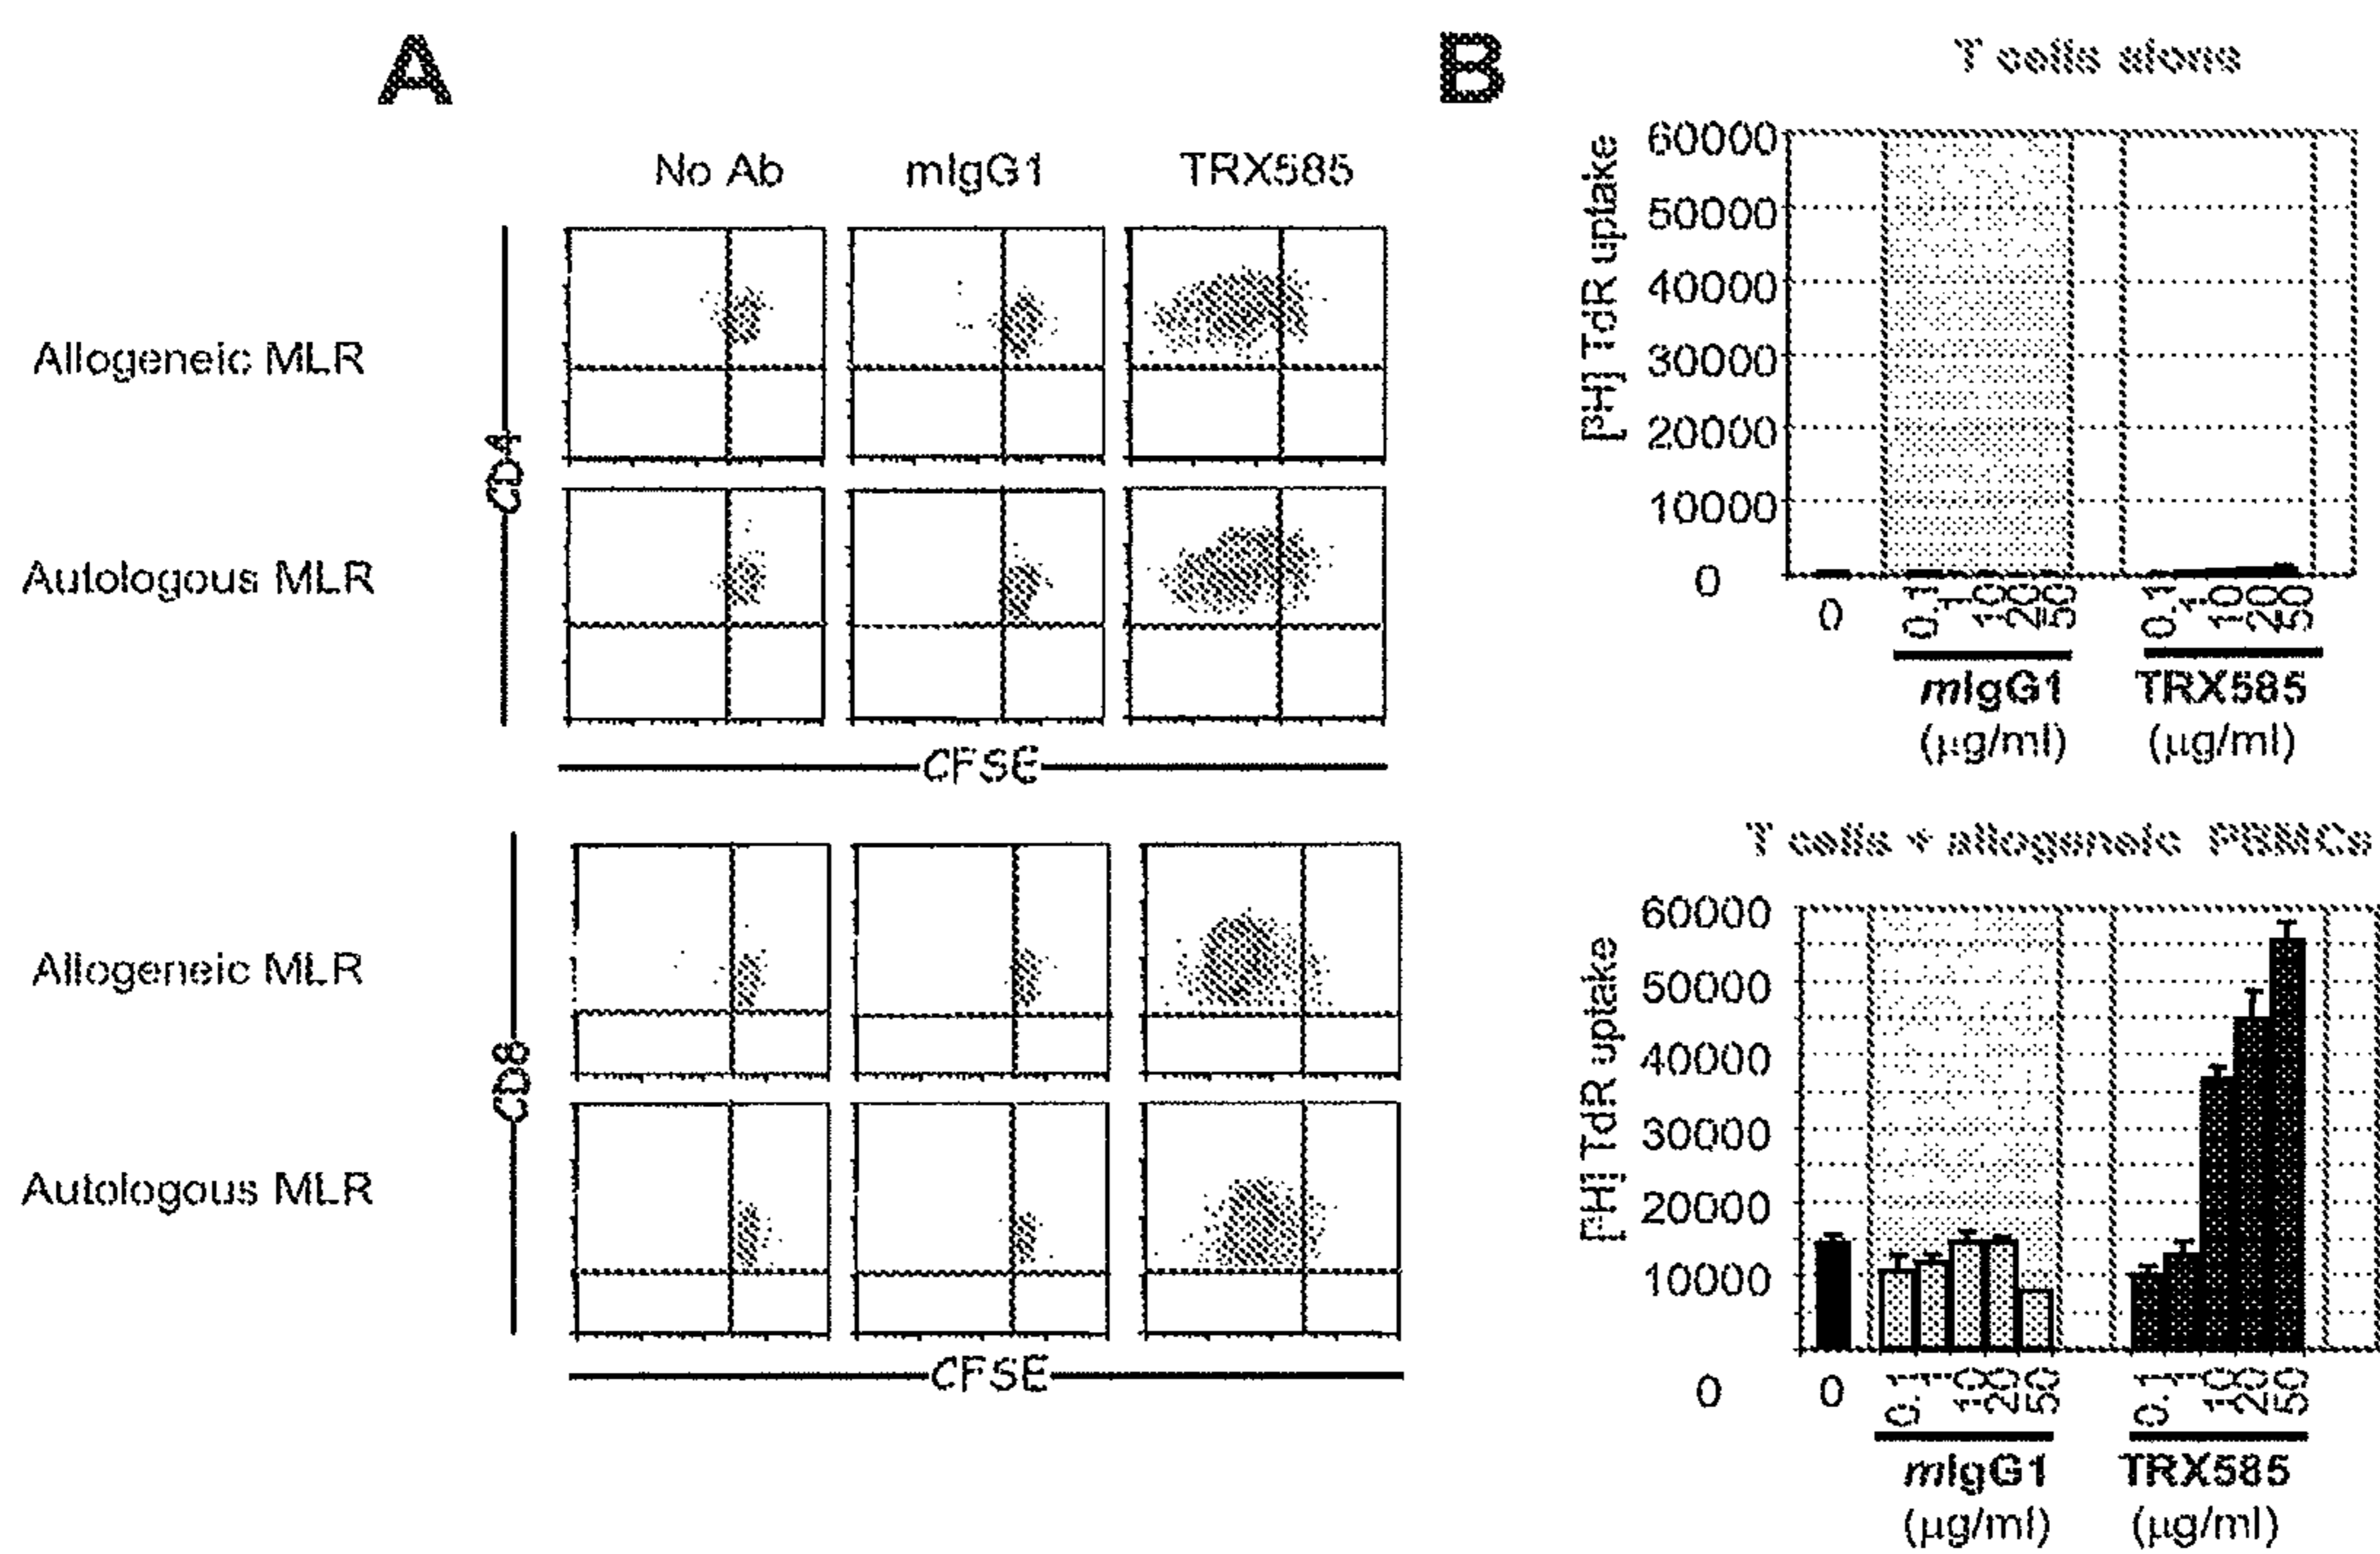 A
No Ab mIgG1 TRX585
Allogeneic MLR
CD4
Autologous MLR
CFSE
Allogeneic MLR
CD8
Autologous MLR
CFSE
B
T cells alone
[3H] TdR uptake
60000
50000
40000
30000
20000
10000
0
0 0.1 1 10 20 50 0.1 1 10 20 50
mIgG1 TRX585
(µg/ml) (µg/ml)
T cells + allogeneic PBMCs
[3H] TdR uptake
60000
50000
40000
30000
20000
10000
0
0 0.1 1 10 20 50 0.1 1 10 20 50
mIgG1 TRX585
(µg/ml) (µg/ml)